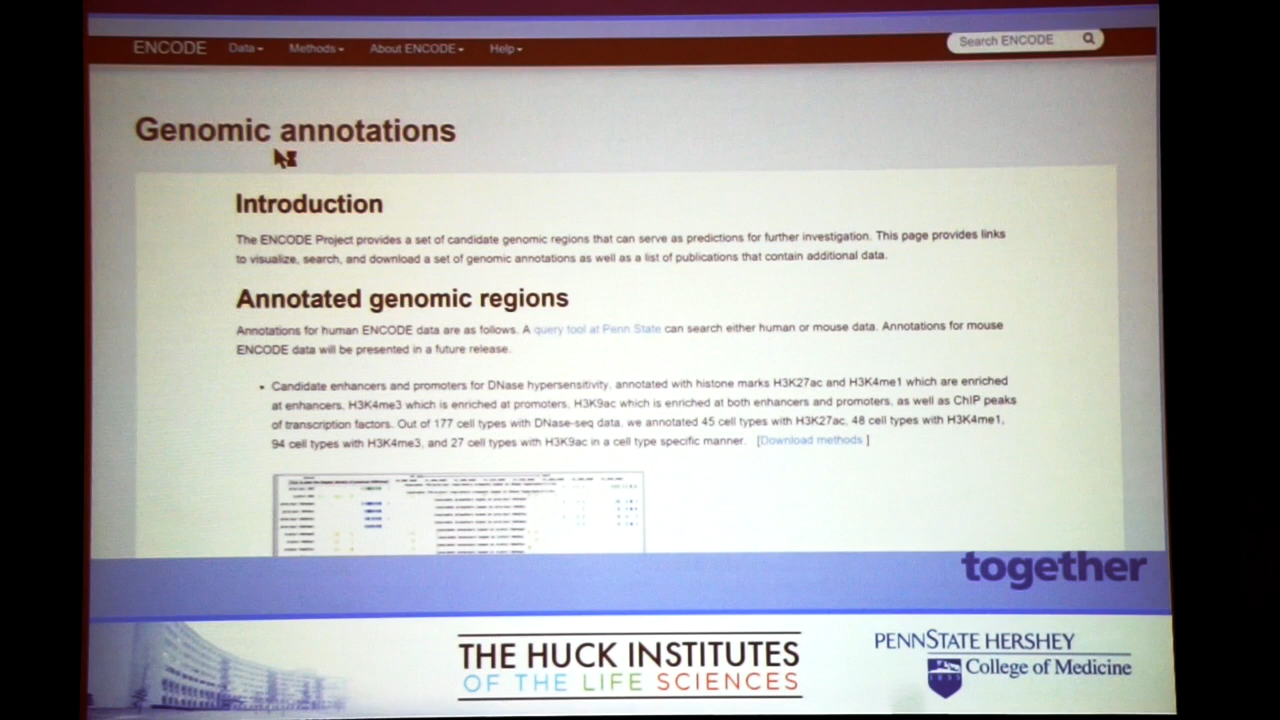 ENCODE Data Methods About ENCODE Help Search ENCODE
Genomic annotations
Introduction
The ENCODE Project provides a set of candidate genomic regions that can serve as predictions for further investigation. This page provides links
to visualize, search, and download a set of genomic annotations as well as a list of publications that contain additional data.
Annotated genomic regions
Annotations for human ENCODE data are as follows. A query tool at Penn State can search either human or mouse data. Annotations for mouse
ENCODE data will be presented in a future release.
• Candidate enhancers and promoters for DNase hypersensitivity, annotated with histone marks H3K27ac and H3K4me1 which are enriched
at enhancers, H3K4me3 which is enriched at promoters, H3K9ac which is enriched at both enhancers and promoters, as well as ChIP peaks
of transcription factors. Out of 177 cell types with DNase-seq data, we annotated 45 cell types with H3K27ac, 48 cell types with H3K4me1,
94 cell types with H3K4me3, and 27 cell types with H3K9ac in a cell type specific manner. [Download methods ]
together
THE HUCK INSTITUTES
OF THE LIFE SCIENCES
PENNSTATE HERSHEY
College of Medicine
1855